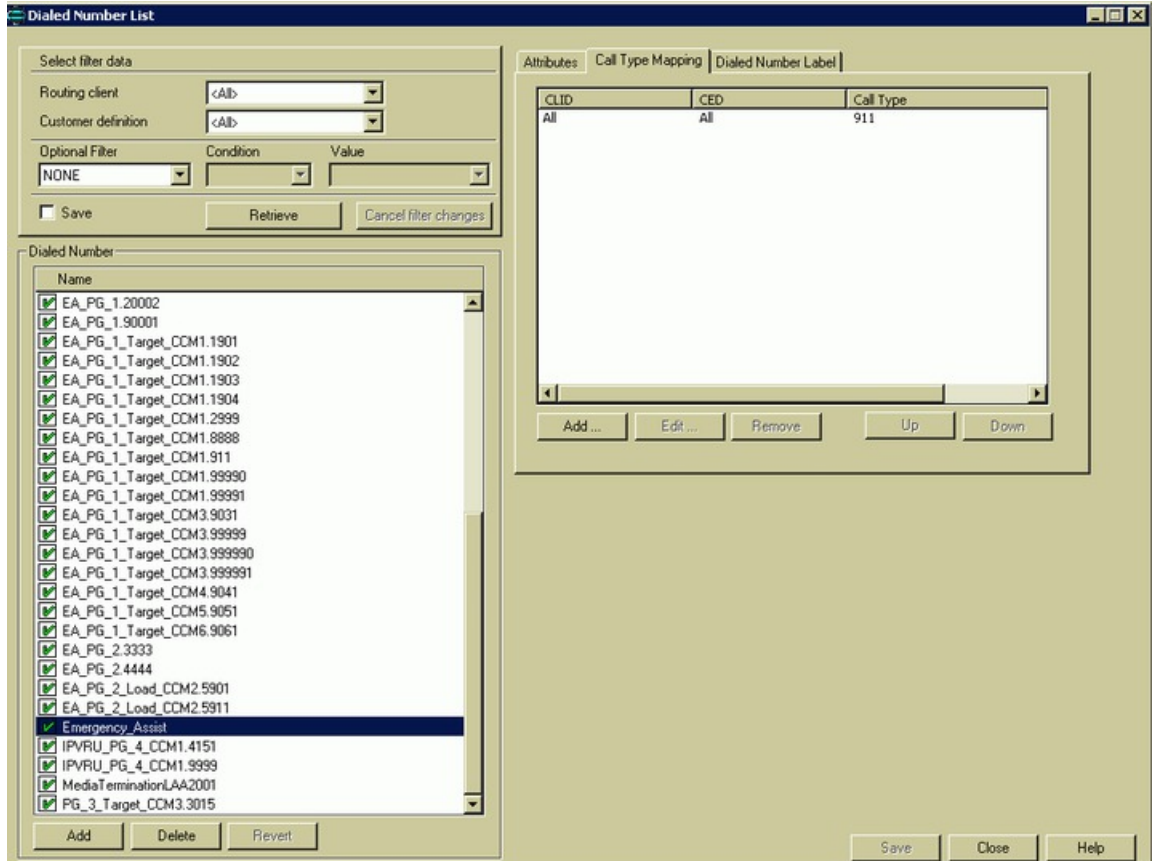 Dialed Number List
Select filter data
Routing client <All>
Customer definition <All>
Optional Filter Condition Value
NONE
Save Retrieve Cancel filter changes
Dialed Number
Name
EA_PG_1.20002
EA_PG_1.90001
EA_PG_1_Target_CCM1.1901
EA_PG_1_Target_CCM1.1902
EA_PG_1_Target_CCM1.1903
EA_PG_1_Target_CCM1.1904
EA_PG_1_Target_CCM1.2999
EA_PG_1_Target_CCM1.8888
EA_PG_1_Target_CCM1.911
EA_PG_1_Target_CCM1.99990
EA_PG_1_Target_CCM1.99991
EA_PG_1_Target_CCM3.9031
EA_PG_1_Target_CCM3.99999
EA_PG_1_Target_CCM3.999990
EA_PG_1_Target_CCM3.999991
EA_PG_1_Target_CCM4.9041
EA_PG_1_Target_CCM5.9051
EA_PG_1_Target_CCM6.9061
EA_PG_2.3333
EA_PG_2.4444
EA_PG_2_Load_CCM2.5901
EA_PG_2_Load_CCM2.5911
Emergency_Assist
IPVRU_PG_4_CCM1.4151
IPVRU_PG_4_CCM1.9999
MediaTerminationLAA2001
PG_3_Target_CCM3.3015
Add Delete Revert
Attributes Call Type Mapping Dialed Number Label
CLID CED Call Type
All All 911
Add ... Edit ... Remove Up Down
Save Close Help